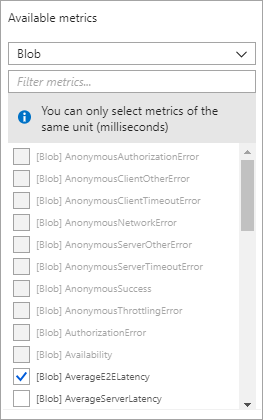 Available metrics
Blob
Filter metrics...
You can only select metrics of the
same unit (milliseconds)
[Blob] AnonymousAuthorizationError
[Blob] AnonymousClientOtherError
[Blob] AnonymousClientTimeoutError
[Blob] AnonymousNetworkError
[Blob] AnonymousServerOtherError
[Blob] AnonymousServerTimeoutError
[Blob] AnonymousSuccess
[Blob] AnonymousThrottlingError
[Blob] AuthorizationError
[Blob] Availability
[Blob] AverageE2ELatency
[Blob] AverageServerLatency